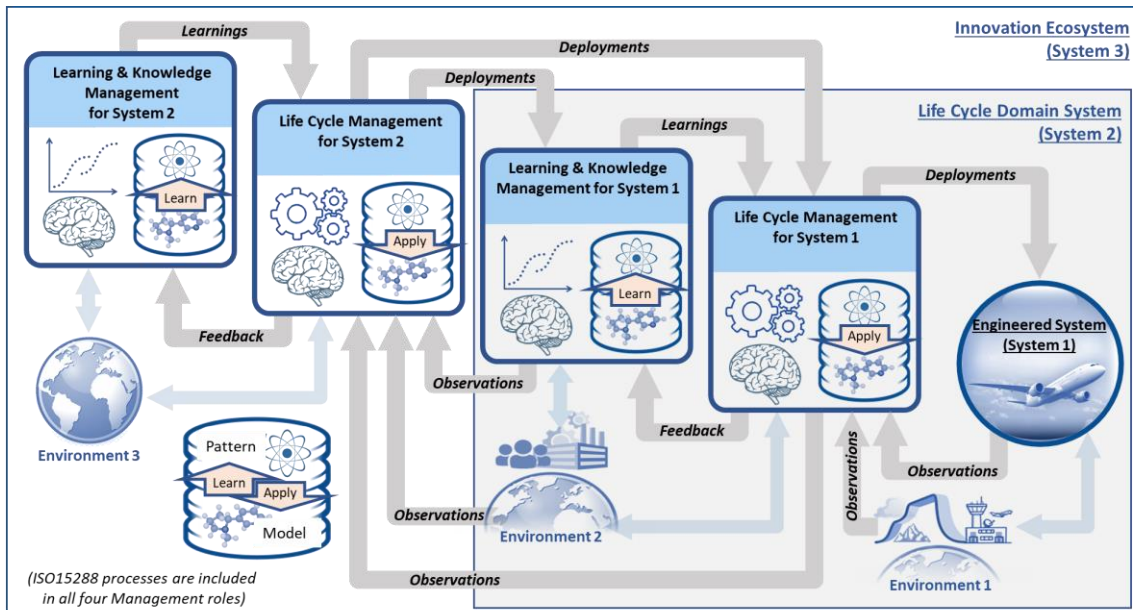 Innovation Ecosystem
(System 3)
Learnings
Deployments
Learning & Knowledge
Management
for System 2
Deployments
Life Cycle Management
for System 2
Life Cycle Domain System
(System 2)
Learnings
Learning & Knowledge
Management for System 1
Deployments
Life Cycle Management
for System 1
Learn
Apply
Learn
Apply
Engineered System
(System 1)
Feedback
Observations
Feedback
Observations
Observations
Environment 3
Pattern
Learn
Apply
Model
Observations
Environment 2
Observations
Environment 1
(ISO15288 processes are included
in all four Management roles)